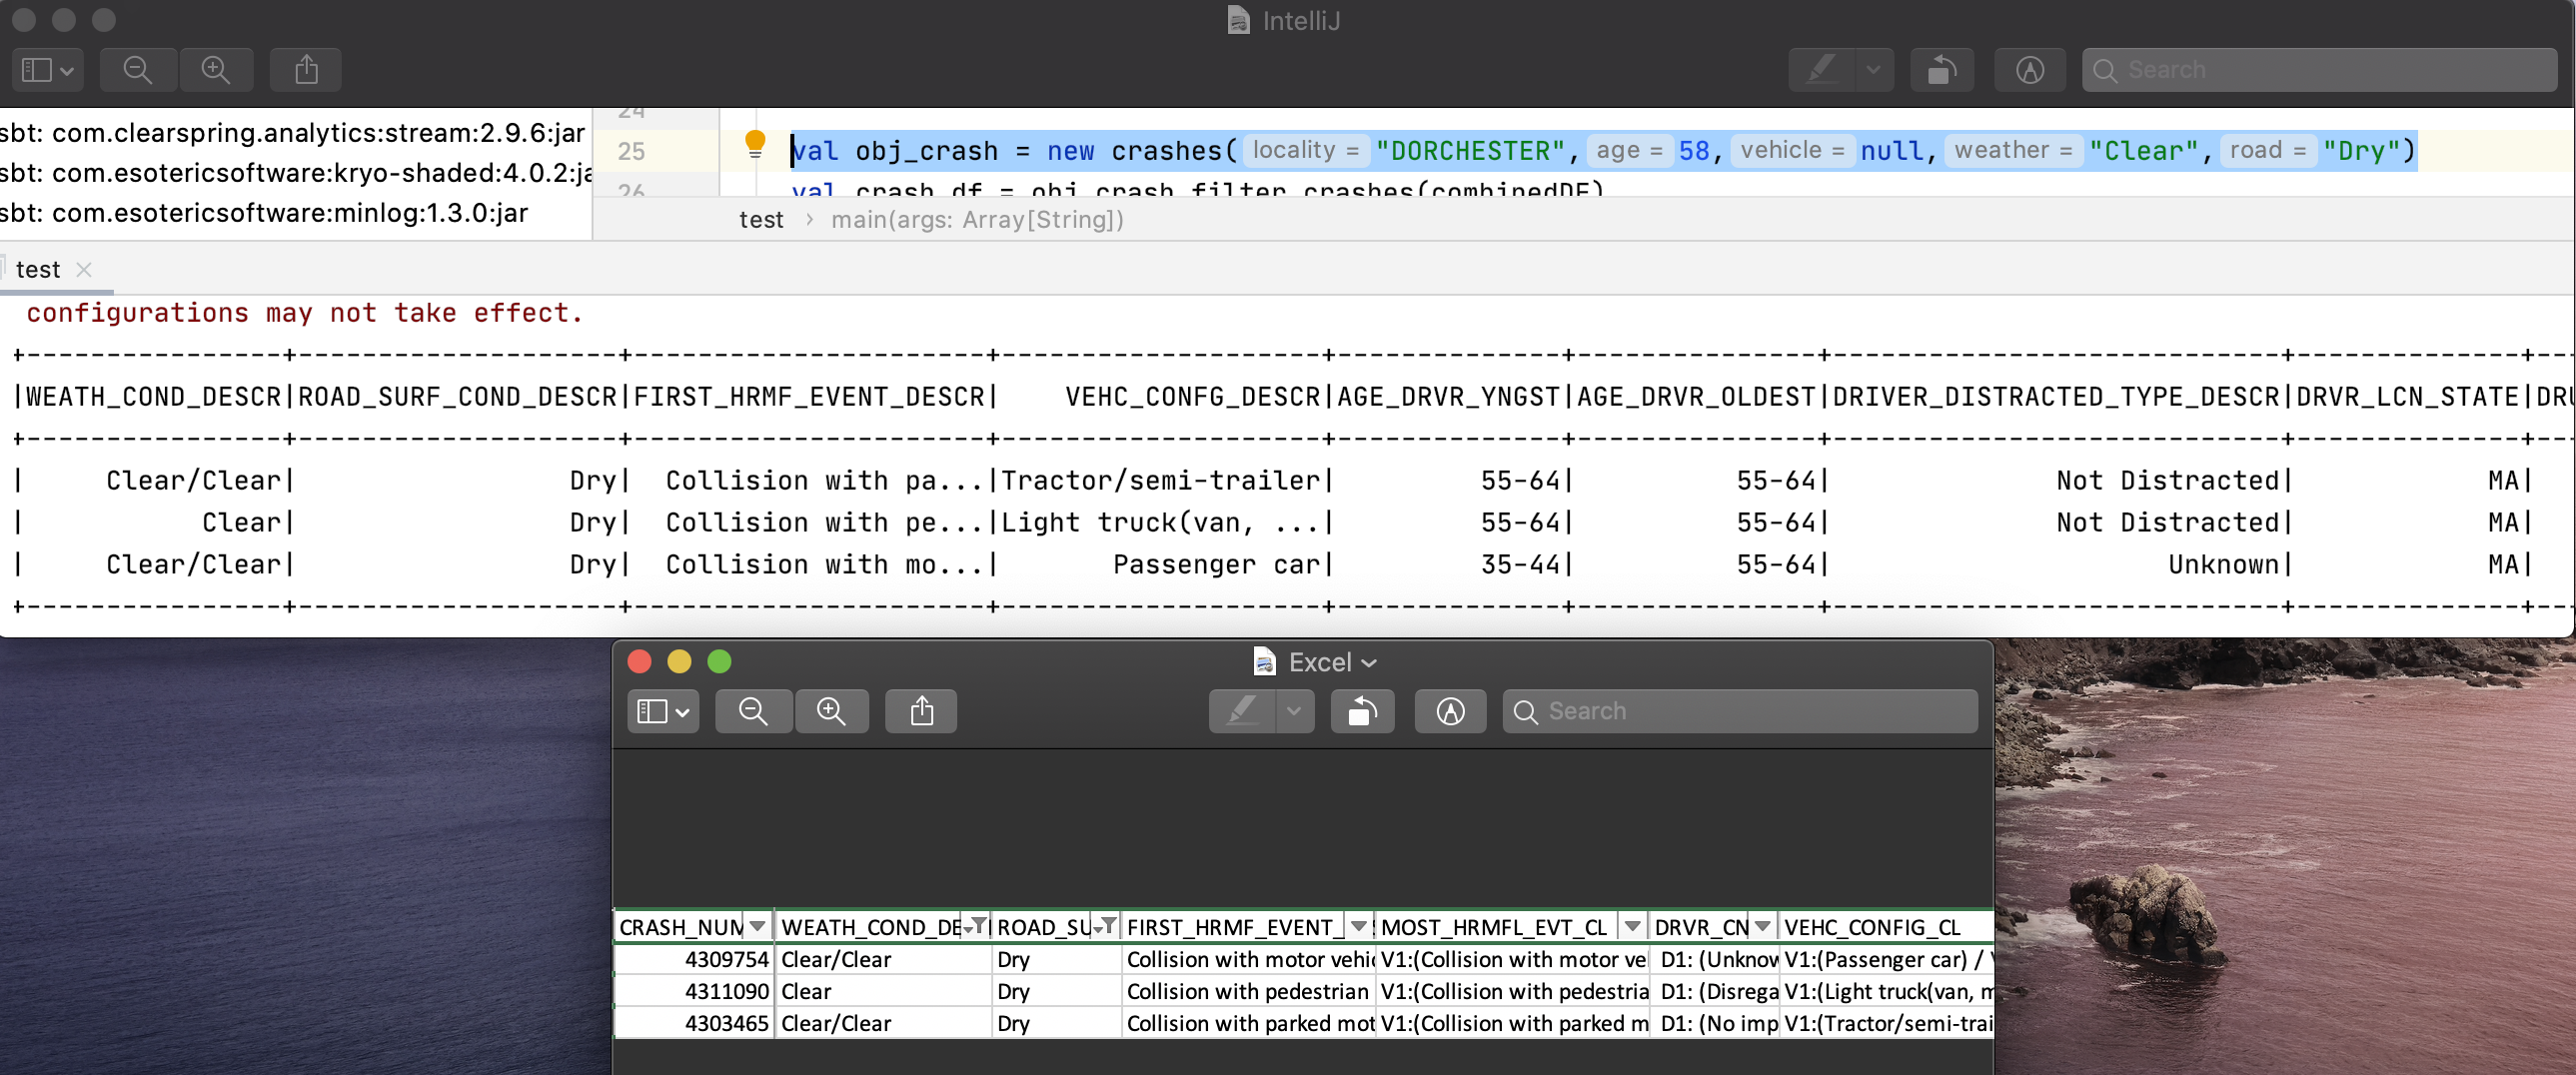 IntelliJ
Search
sbt: com.clearspring.analytics:stream:2.9.6:jar
sbt: com.esotericsoftware:kryo-shaded:4.0.2:ja
sbt: com.esotericsoftware:minlog:1.3.0:jar
24
25 val obj_crash = new crashes( locality = "DORCHESTER", age = 58, vehicle = null, weather = "Clear", road = "Dry")
26 val crash_df = obj_crash.filter_crashes(combinedDF)
test > main(args: Array[String])
test
configurations may not take effect.
+----------------+--------------------+----------------------+--------------------+---------------+---------------+-----------------------------+--------------+--
|WEATH_COND_DESCR|ROAD_SURF_COND_DESCR|FIRST_HRMF_EVENT_DESCR|    VEHC_CONFG_DESCR|AGE_DRVR_YNGST|AGE_DRVR_OLDEST|DRIVER_DISTRACTED_TYPE_DESCR|DRVR_LCN_STATE|DRU
+----------------+--------------------+----------------------+--------------------+---------------+---------------+-----------------------------+--------------+--
|     Clear/Clear|                 Dry|  Collision with pa...|Tractor/semi-trailer|         55-64|          55-64|              Not Distracted|            MA|
|           Clear|                 Dry|  Collision with pe...|Light truck(van, ...|         55-64|          55-64|              Not Distracted|            MA|
|     Clear/Clear|                 Dry|  Collision with mo...|       Passenger car|         35-44|          55-64|                     Unknown|            MA|
+----------------+--------------------+----------------------+--------------------+---------------+---------------+-----------------------------+--------------+--
Excel
Search
CRASH_NUM WEATH_COND_DE ROAD_SU FIRST_HRMF_EVENT_ MOST_HRMFL_EVT_CL DRVR_CN VEHC_CONFIG_CL
4309754 Clear/Clear Dry Collision with motor vehic V1:(Collision with motor ve D1: (Unknow V1:(Passenger car) /
4311090 Clear Dry Collision with pedestrian V1:(Collision with pedestria D1: (Disrega V1:(Light truck(van, m
4303465 Clear/Clear Dry Collision with parked mot V1:(Collision with parked m D1: (No imp V1:(Tractor/semi-trai